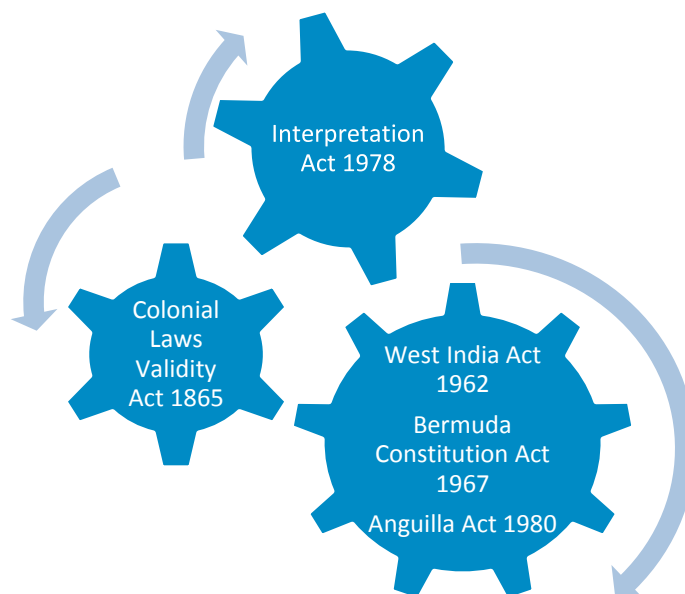 Interpretation
Act 1978
Colonial
Laws
Validity
Act 1865
West India Act
1962
Bermuda
Constitution Act
1967
Anguilla Act 1980